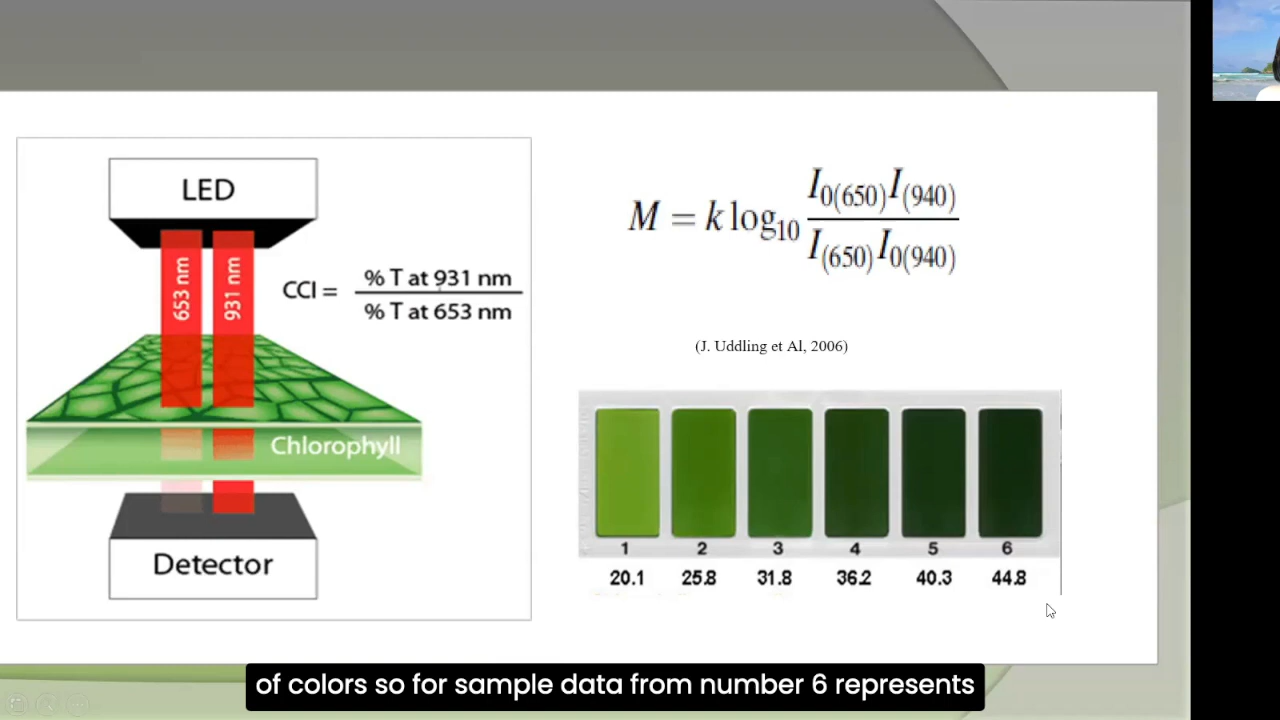 LED
653 nm
931 nm
CCI = % T at 931 nm
% T at 653 nm
Chlorophyll
Detector
M = k log10 I0(650)I(940)
I(650)I0(940)
(J. Uddling et Al, 2006)
1 2 3 4 5 6
20.1 25.8 31.8 36.2 40.3 44.8
of colors so for sample data from number 6 represents